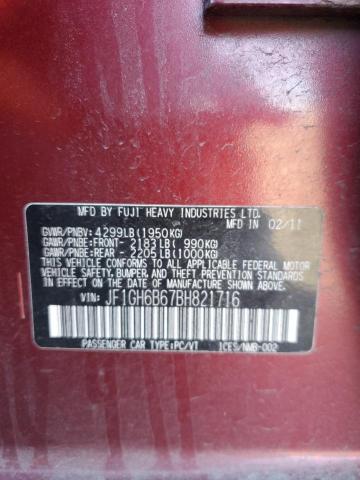 MFD BY FUJI HEAVY INDUSTRIES LTD.
MFD IN 02/11
GVWR/PNBV: 4299LB(1950KG)
GAWR/PNBE:FRONT- 2183LB( 990KG)
GAWR/PNBE:REAR - 2205LB(1000KG)
THIS VEHICLE CONFORMS TO ALL APPLICABLE
FEDERAL MOTOR VEHICLE SAFETY, BUMPER, AND
THEFT PREVENTION STANDARDS IN EFFECT ON THE
DATE OF MANUFACTURE SHOWN ABOVE.
VIN: JF1GH6B67BH821716
PASSENGER CAR TYPE:PC/VT ICES/NMB-002